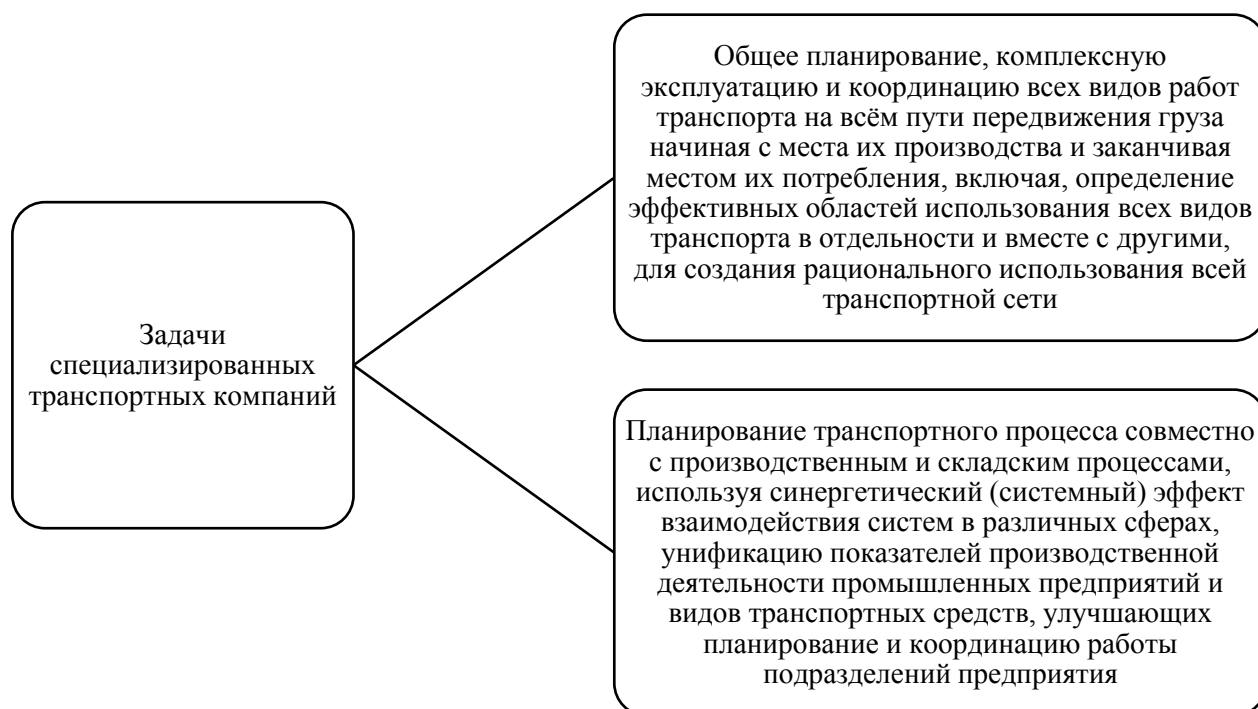 Задачи
специализированных
транспортных компаний
Общее планирование, комплексную
эксплуатацию и координацию всех видов работ
транспорта на всём пути передвижения груза
начиная с места их производства и заканчивая
местом их потребления, включая, определение
эффективных областей использования всех видов
транспорта в отдельности и вместе с другими,
для создания рационального использования всей
транспортной сети
Планирование транспортного процесса совместно
с производственным и складским процессами,
используя синергетический (системный) эффект
взаимодействия систем в различных сферах,
унификацию показателей производственной
деятельности промышленных предприятий и
видов транспортных средств, улучшающих
планирование и координацию работы
подразделений предприятия